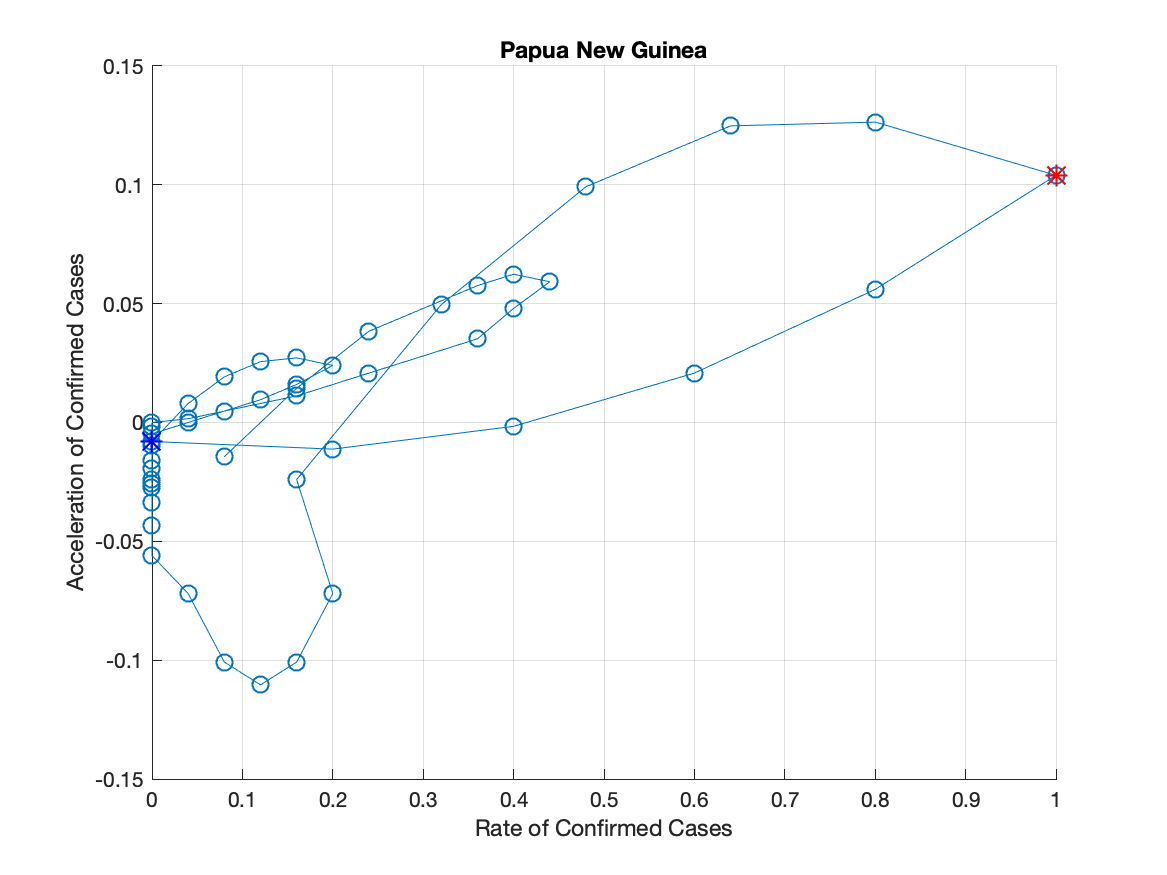 Papua New Guinea
0.15
0.1
0.05
0
-0.05
-0.1
-0.15
Acceleration of Confirmed Cases
0 0.1 0.2 0.3 0.4 0.5 0.6 0.7 0.8 0.9 1
Rate of Confirmed Cases